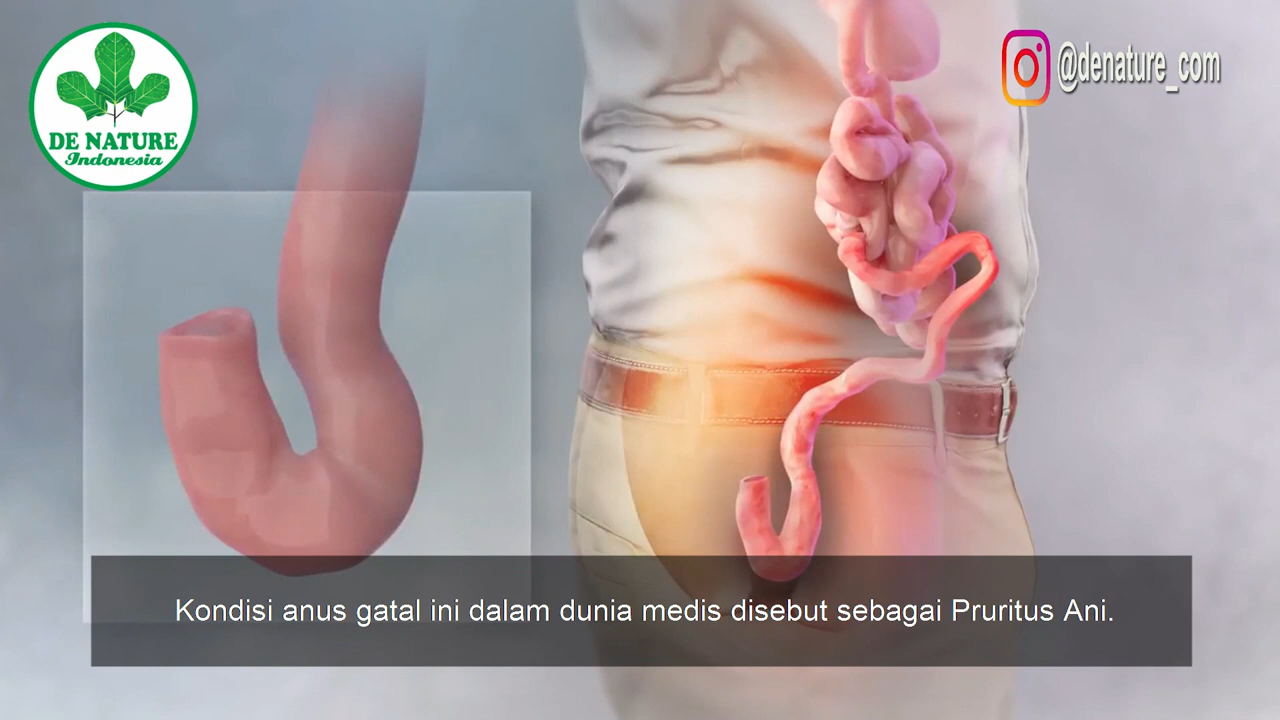 DE NATURE
Indonesia
@denature_com
Kondisi anus gatal ini dalam dunia medis disebut sebagai Pruritus Ani.